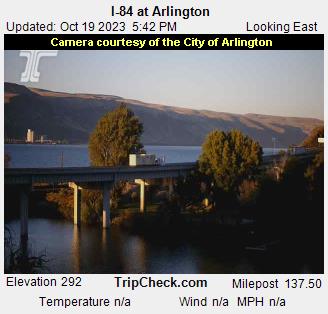 I-84 at Arlington
Updated: Oct 19 2023 5:42 PM Looking East
Camera courtesy of the City of Arlington
Elevation 292 TripCheck.com Milepost 137.50
Temperature n/a Wind n/a MPH n/a